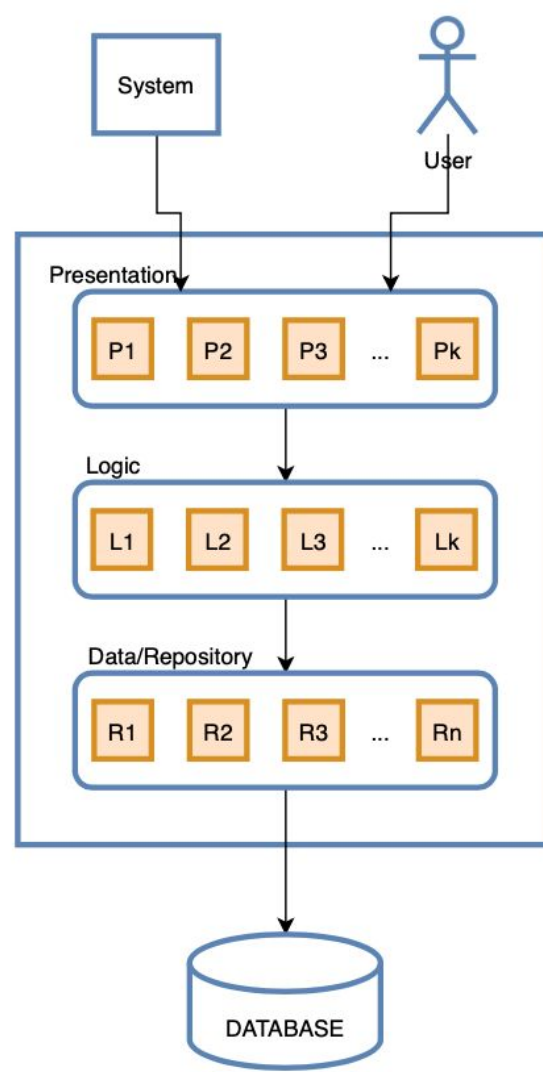 System
User
Presentation
P1 P2 P3 ... Pk
Logic
L1 L2 L3 ... Lk
Data/Repository
R1 R2 R3 ... Rn
DATABASE